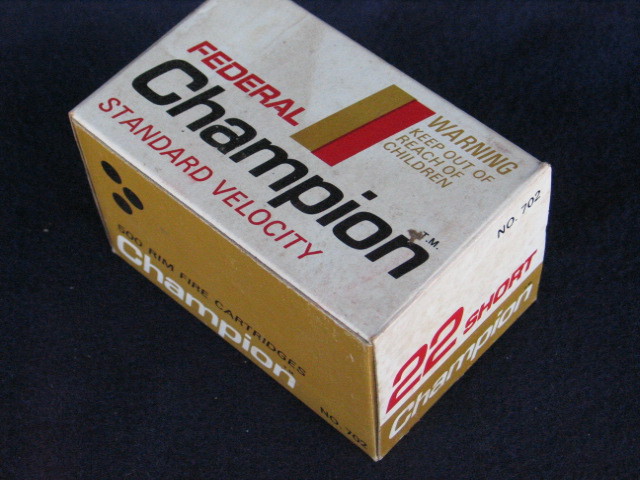 FEDERAL
Champion
T.M.
STANDARD VELOCITY
WARNING
KEEP OUT OF
REACH OF
CHILDREN
500 RIM FIRE CARTRIDGES
Champion
NO. 702
NO. 702
22 SHORT
Champion